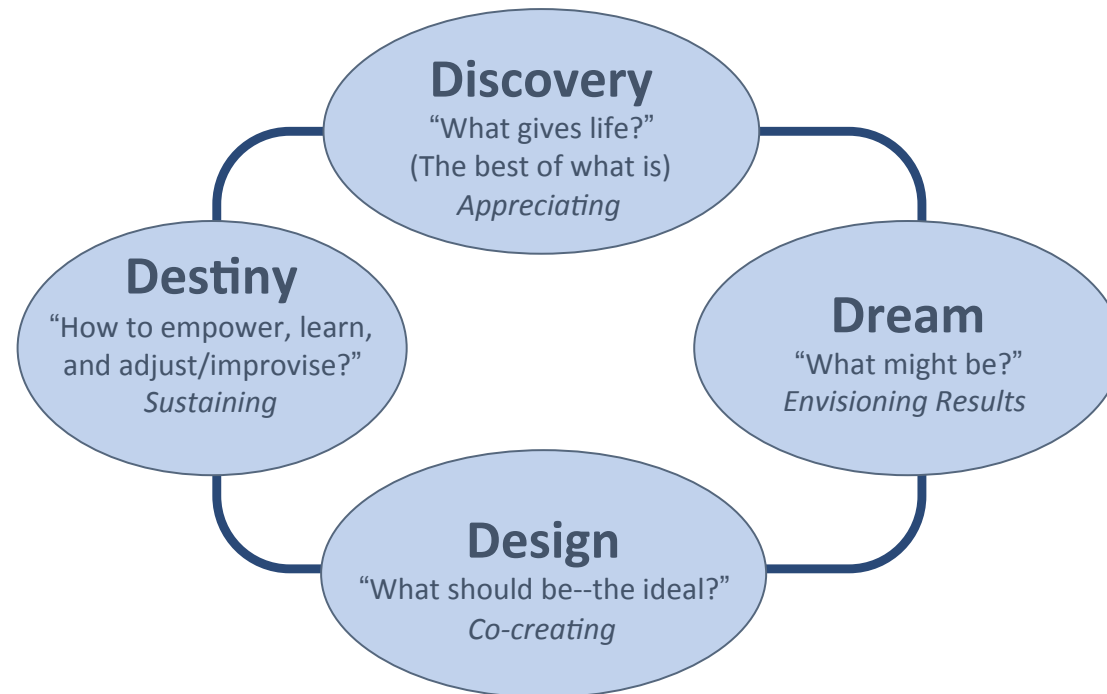 Discovery
“What gives life?”
(The best of what is)
Appreciating
Dream
“What might be?”
Envisioning Results
Design
“What should be--the ideal?”
Co-creating
Destiny
“How to empower, learn,
and adjust/improvise?”
Sustaining